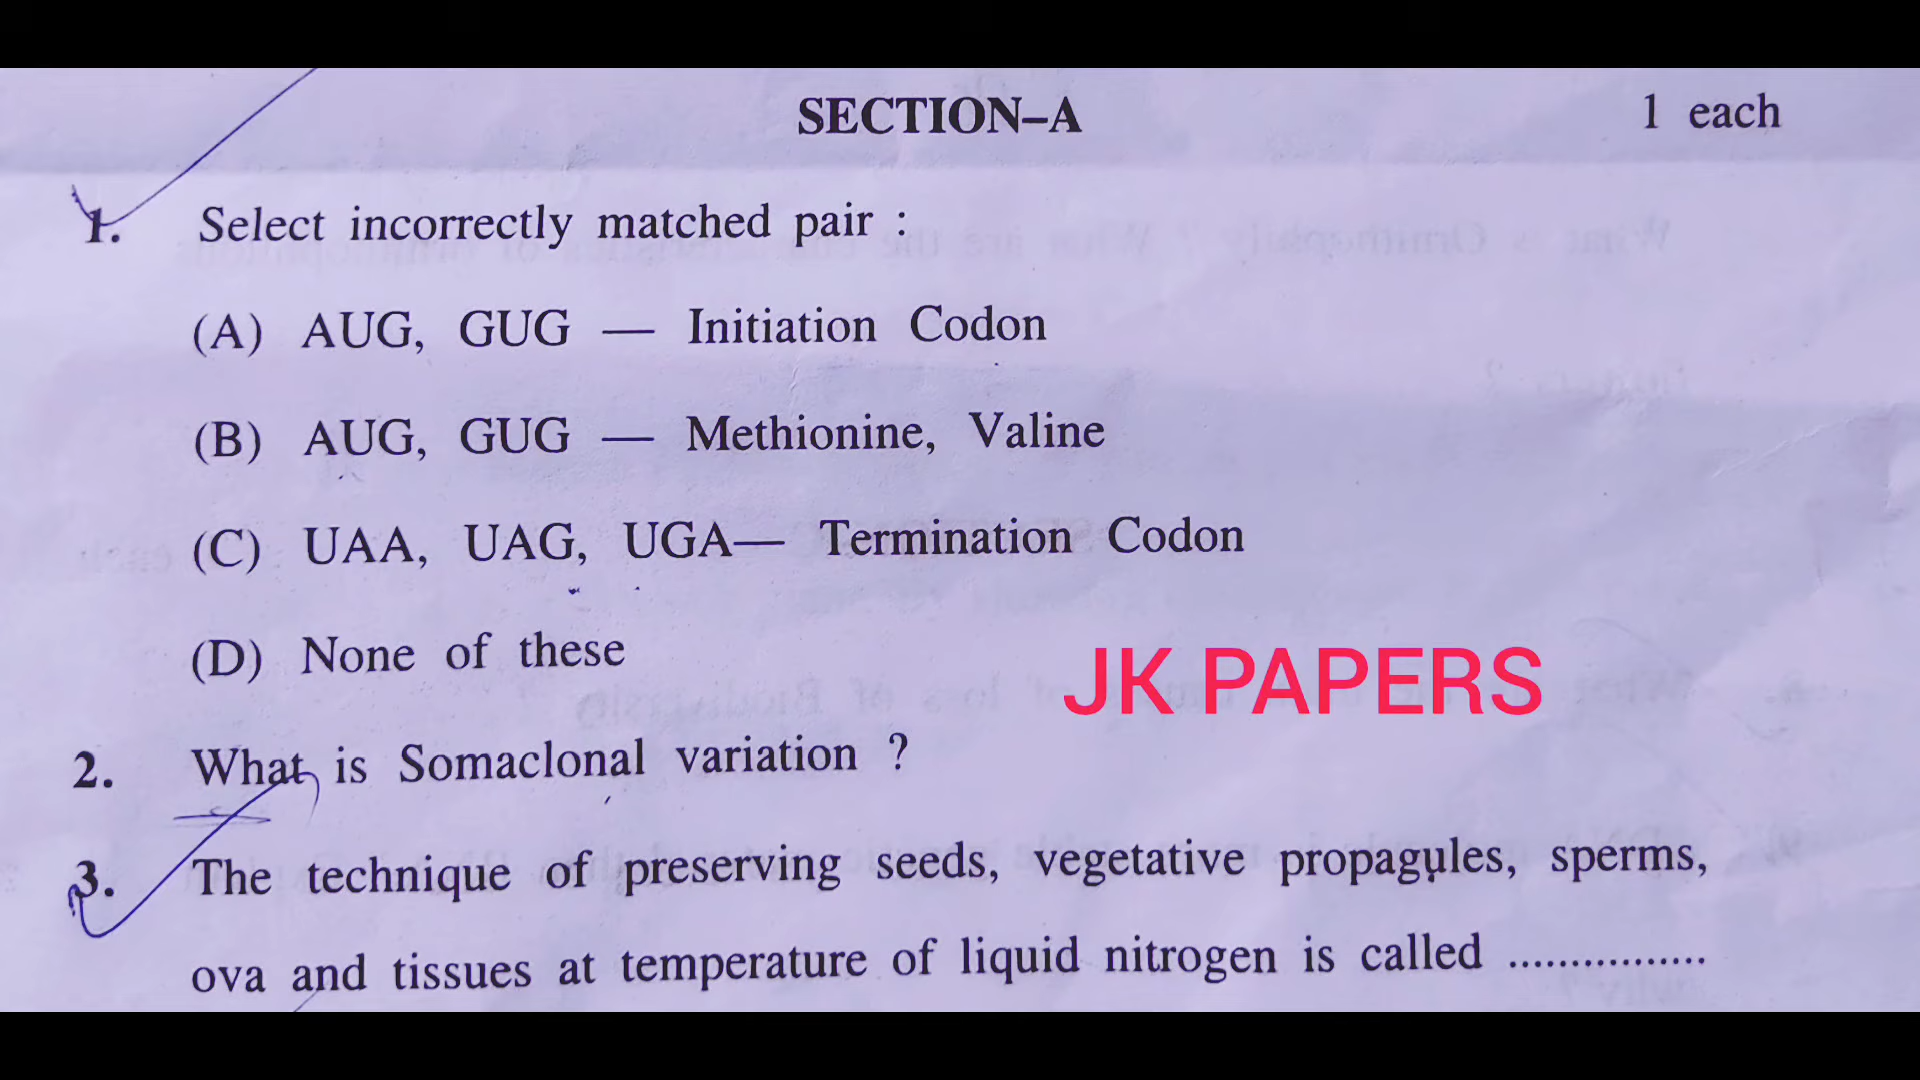 SECTION–A 1 each
1. Select incorrectly matched pair :
(A) AUG, GUG — Initiation Codon
(B) AUG, GUG — Methionine, Valine
(C) UAA, UAG, UGA— Termination Codon
(D) None of these
JK PAPERS
2. What is Somaclonal variation ?
3. The technique of preserving seeds, vegetative propagules, sperms,
ova and tissues at temperature of liquid nitrogen is called ................